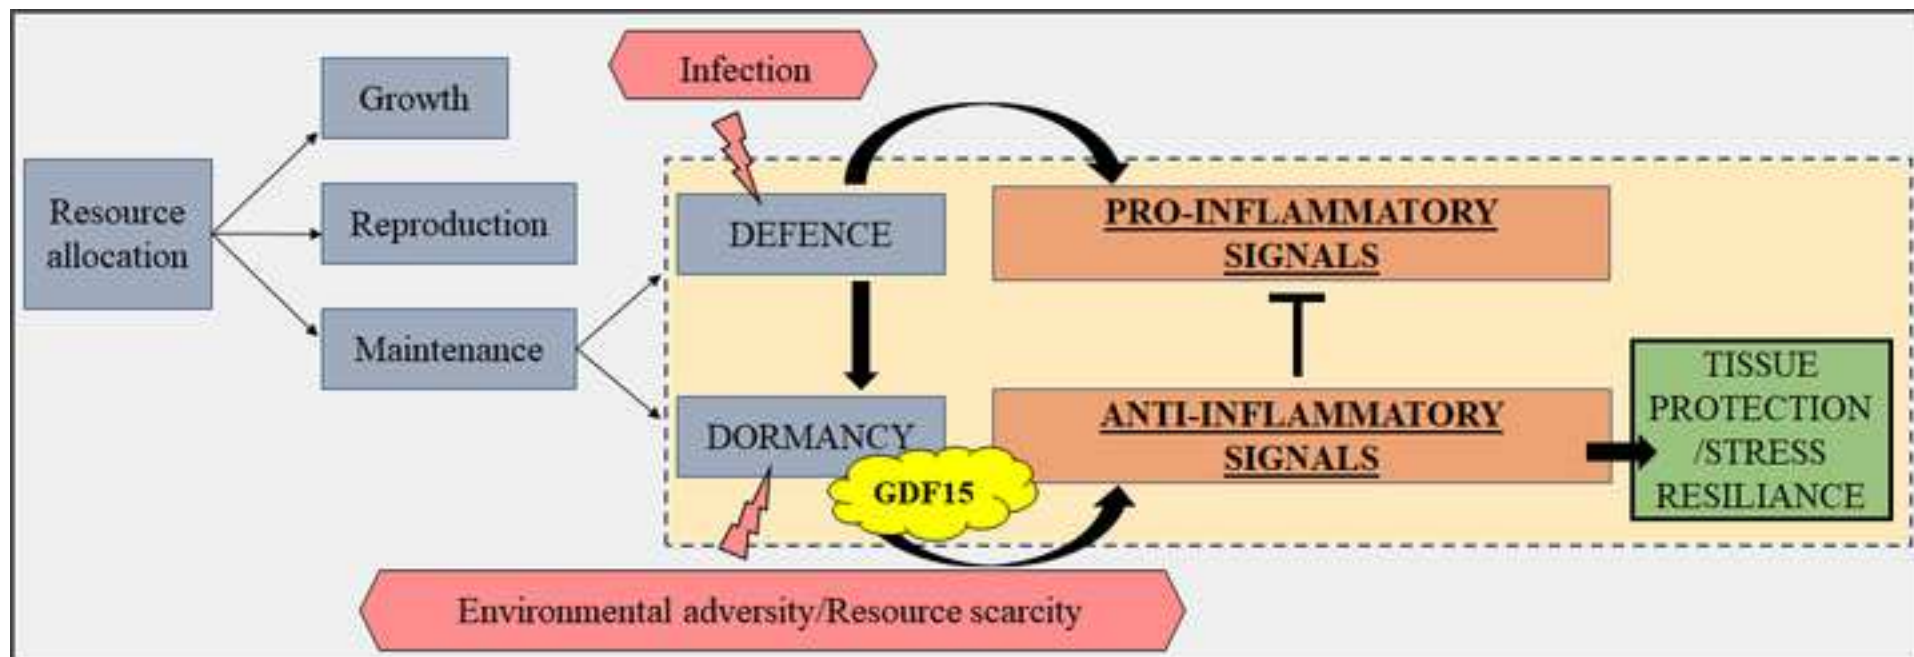 Infection
Growth
Resource
allocation
Reproduction
Maintenance
DEFENCE
PRO-INFLAMMATORY
SIGNALS
DORMANCY
GDF15
ANTI-INFLAMMATORY
SIGNALS
TISSUE
PROTECTION
/STRESS
RESILIANCE
Environmental adversity/Resource scarcity